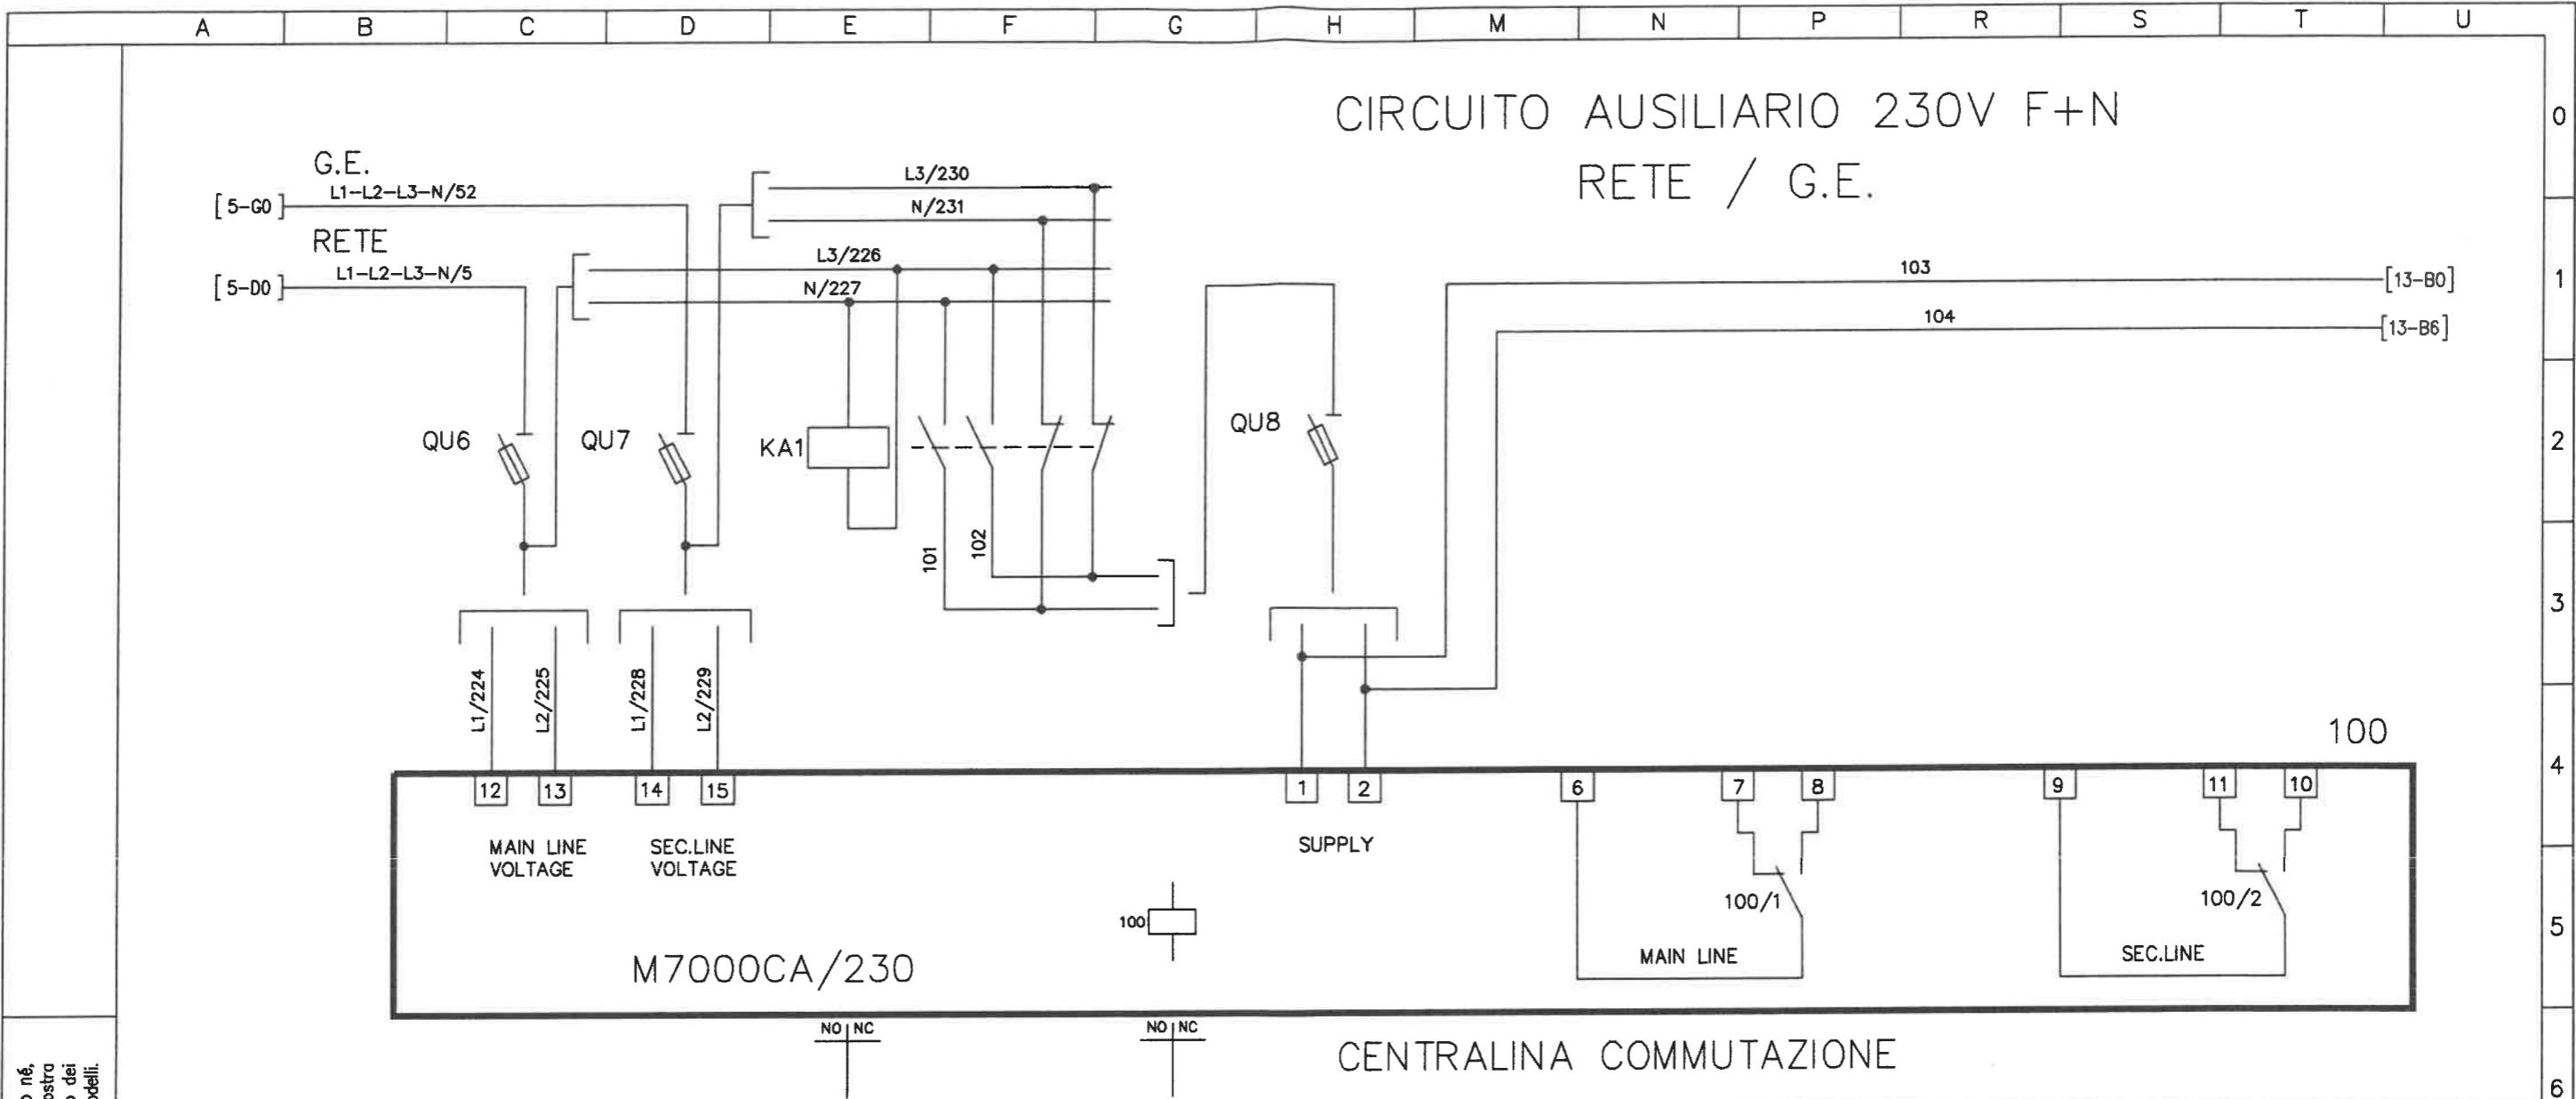 A B C D E F G H M N P R S T U
CIRCUITO AUSILIARIO 230V F+N
RETE / G.E.
0
G.E.
[5-G0] L1-L2-L3-N/52
L3/230
N/231
RETE
[5-D0] L1-L2-L3-N/5
L3/226
N/227
103 [13-B0]
1
104 [13-B6]
QU6 QU7 KA1 QU8
2
101 102
3
L1/224 L2/225 L1/228 L2/229
100
4
12 13 14 15 1 2 6 7 8 9 11 10
MAIN LINE
VOLTAGE
SEC.LINE
VOLTAGE
SUPPLY
100/1 100/2
100
5
MAIN LINE SEC.LINE
M7000CA/230
NO NC NO NC
CENTRALINA COMMUTAZIONE
6
né,
dei